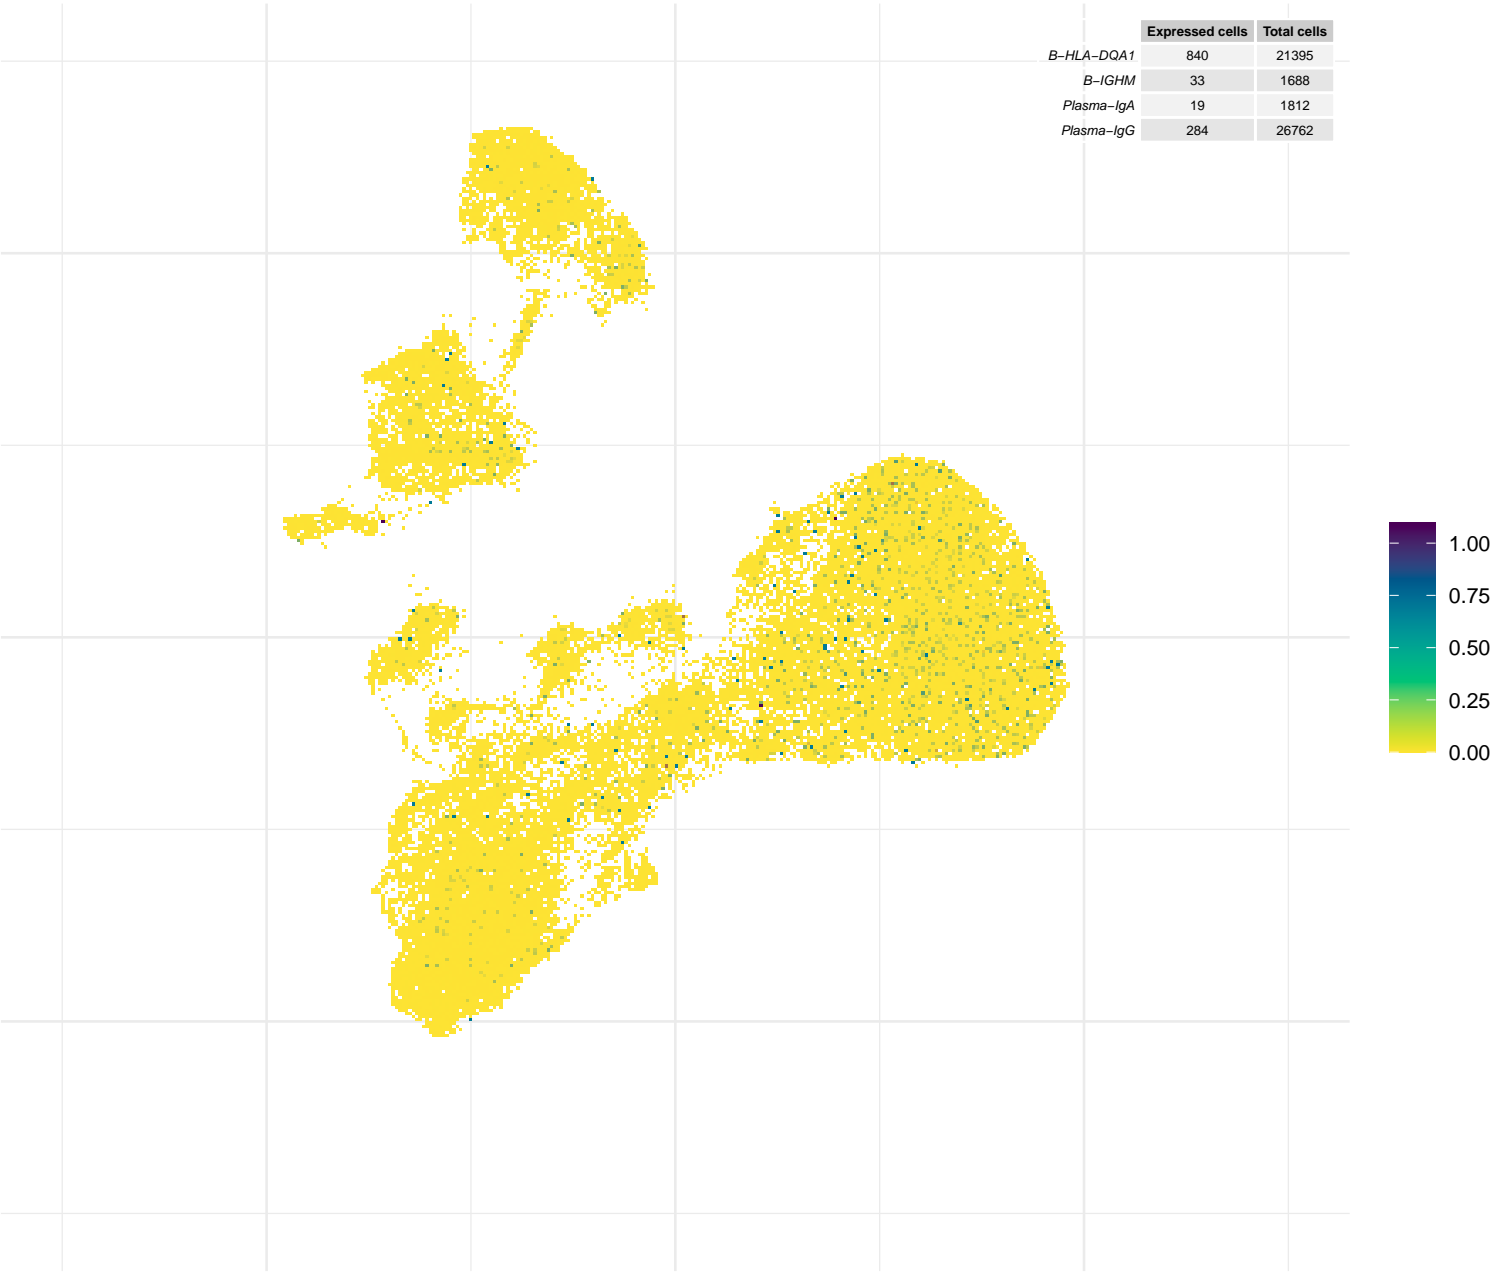 Expressed cells Total cells
B−HLA−DQA1 840 21395
B−IGHM 33 1688
Plasma−IgA 19 1812
Plasma−IgG 284 26762
1.00
0.75
0.50
0.25
0.00